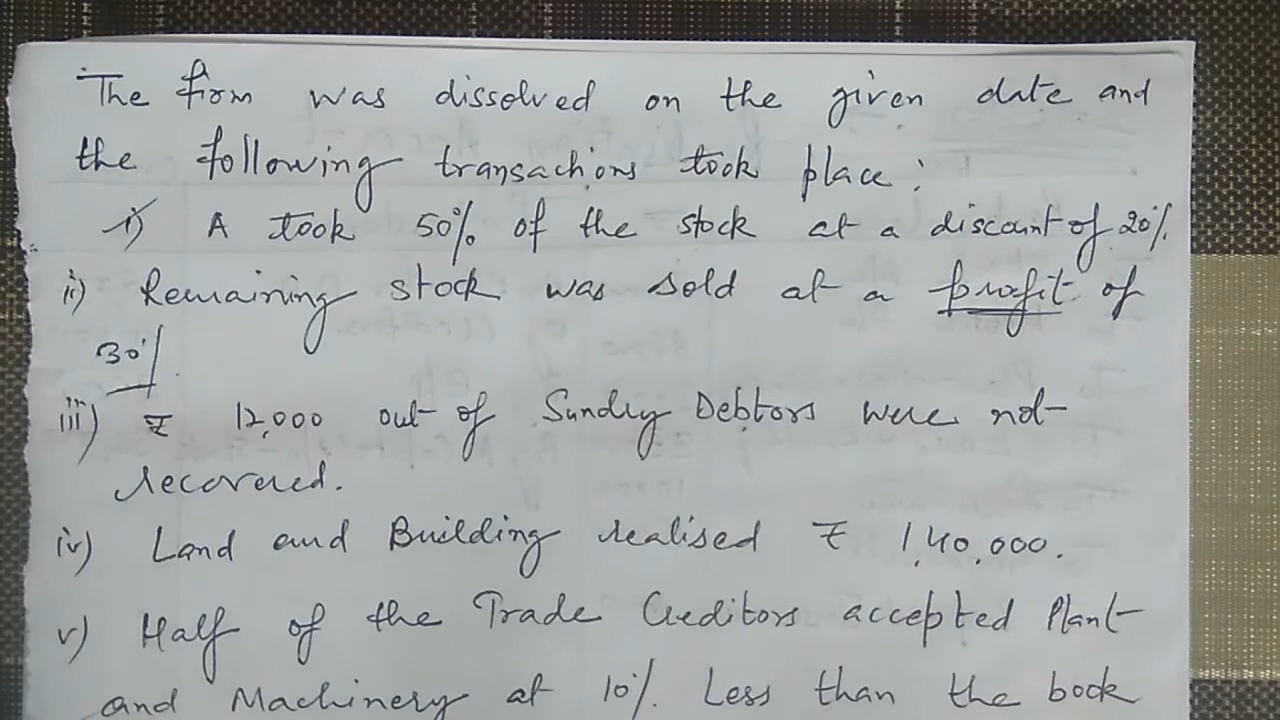 The firm was dissolved on the given date and
the following transactions took place:
i) A took 50% of the stock at a discount of 20%
ii) Remaining stock was sold at a profit of
30%.
iii) ₹ 12,000 out of Sundry Debtors were not
recovered.
iv) Land and Building realised ₹ 1,40,000.
v) Half of the Trade Creditors accepted Plant
and Machinery at 10% Less than the book